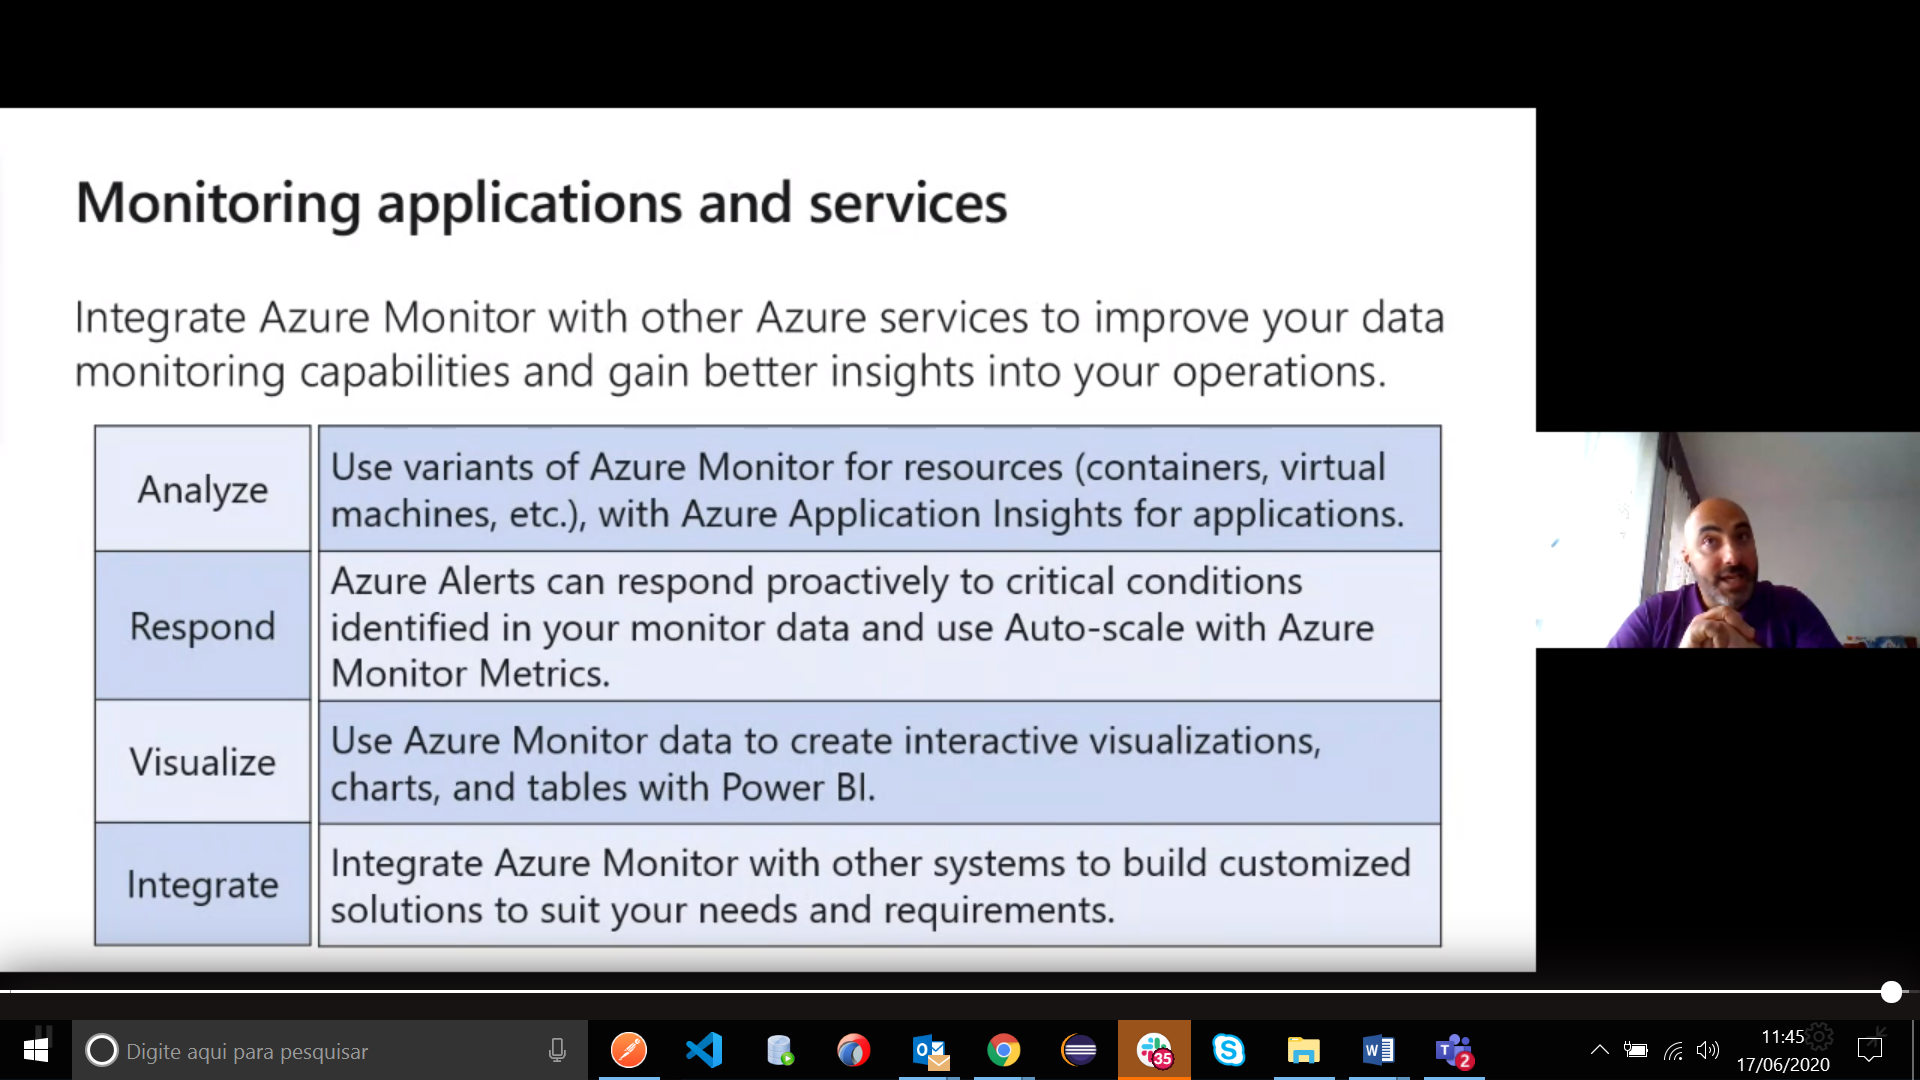 Monitoring applications and services
Integrate Azure Monitor with other Azure services to improve your data
monitoring capabilities and gain better insights into your operations.
Analyze
Use variants of Azure Monitor for resources (containers, virtual
machines, etc.), with Azure Application Insights for applications.
Respond
Azure Alerts can respond proactively to critical conditions
identified in your monitor data and use Auto-scale with Azure
Monitor Metrics.
Visualize
Use Azure Monitor data to create interactive visualizations,
charts, and tables with Power BI.
Integrate
Integrate Azure Monitor with other systems to build customized
solutions to suit your needs and requirements.
Digite aqui para pesquisar
35
2
11:45
17/06/2020